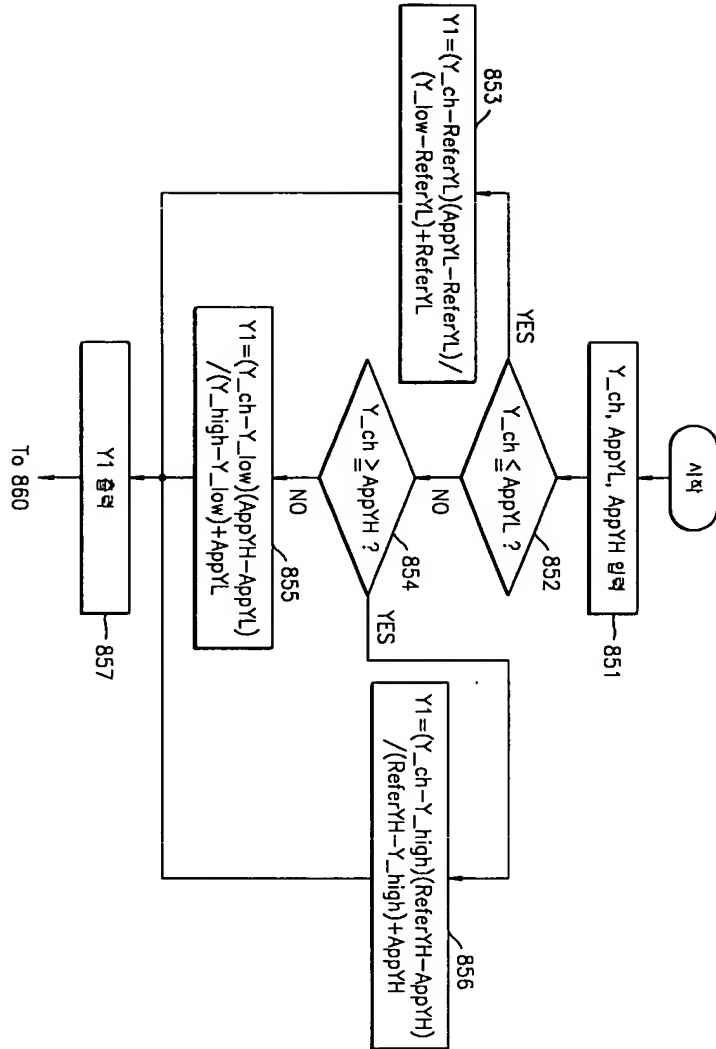 시작
Y_ch, AppYL, AppYH 입력
851
Y_ch ≦ AppYL ?
852
YES
NO
853
Y1=(Y_ch-ReferYL)(AppYL-ReferYL)/
(Y_low-ReferYL)+ReferYL
Y_ch ≧ AppYH ?
854
YES
NO
Y1=(Y_ch-Y_low)(AppYH-AppYL)
/(Y_high-Y_low)+AppYL
855
Y1=(Y_ch-Y_high)(ReferYH-AppYH)
/(ReferYH-Y_high)+AppYH
856
Y1 출력
857
To 860